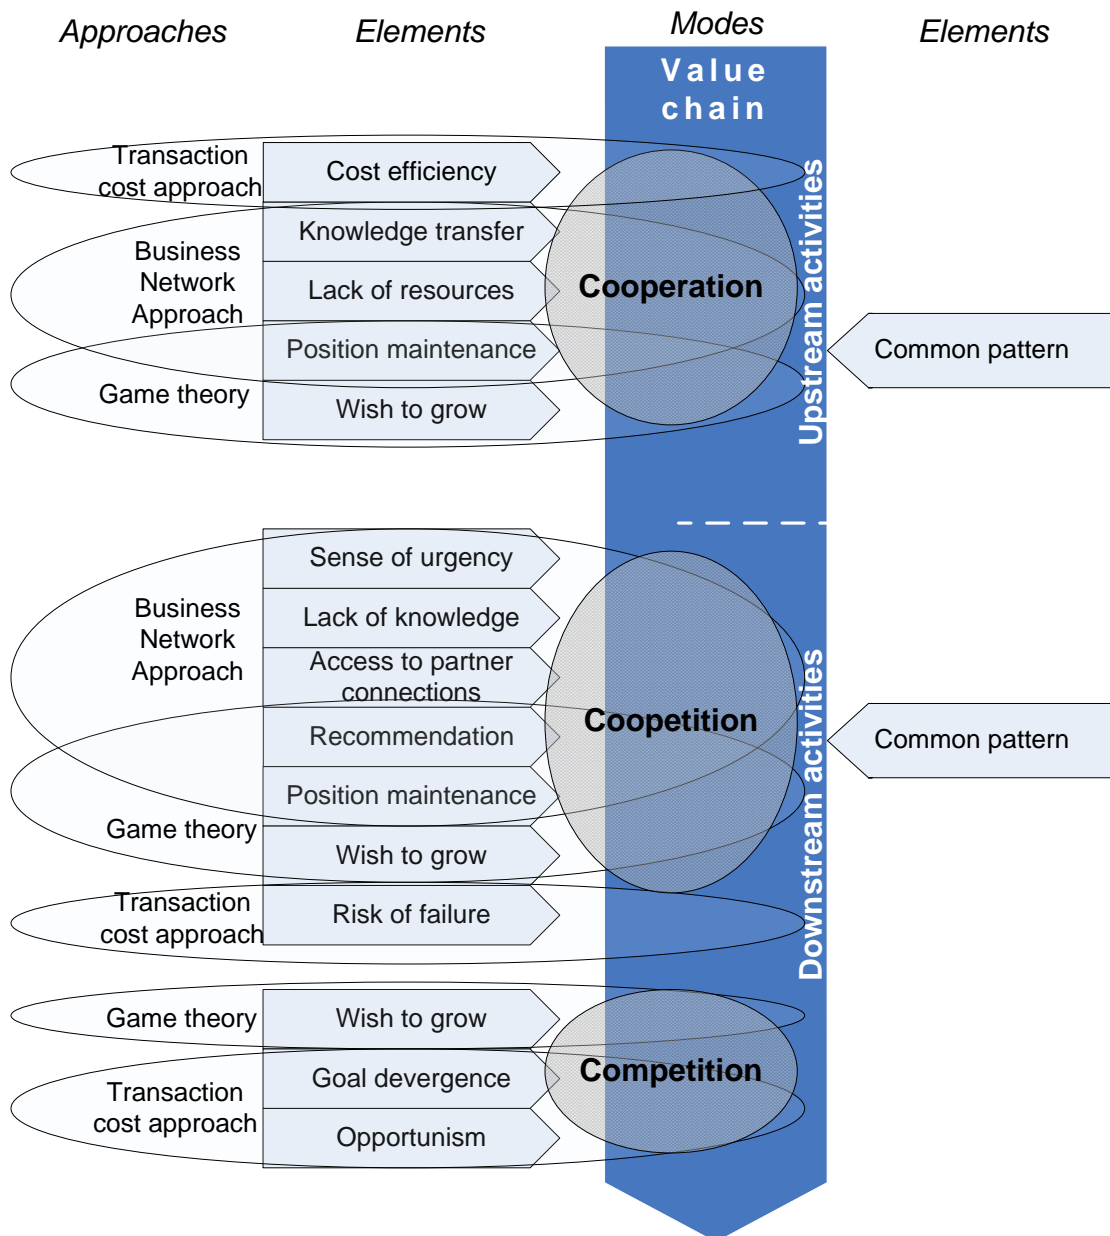 Approaches
Elements
Modes
Elements
Value
chain
Transaction
cost approach
Cost efficiency
Knowledge transfer
Business
Network
Approach
Lack of resources
Cooperation
Upstream activities
Position maintenance
Common pattern
Game theory
Wish to grow
Sense of urgency
Business
Network
Approach
Lack of knowledge
Access to partner
connections
Coopetition
Downstream activities
Recommendation
Common pattern
Position maintenance
Game theory
Wish to grow
Transaction
cost approach
Risk of failure
Game theory
Wish to grow
Goal devergence
Competition
Transaction
cost approach
Opportunism